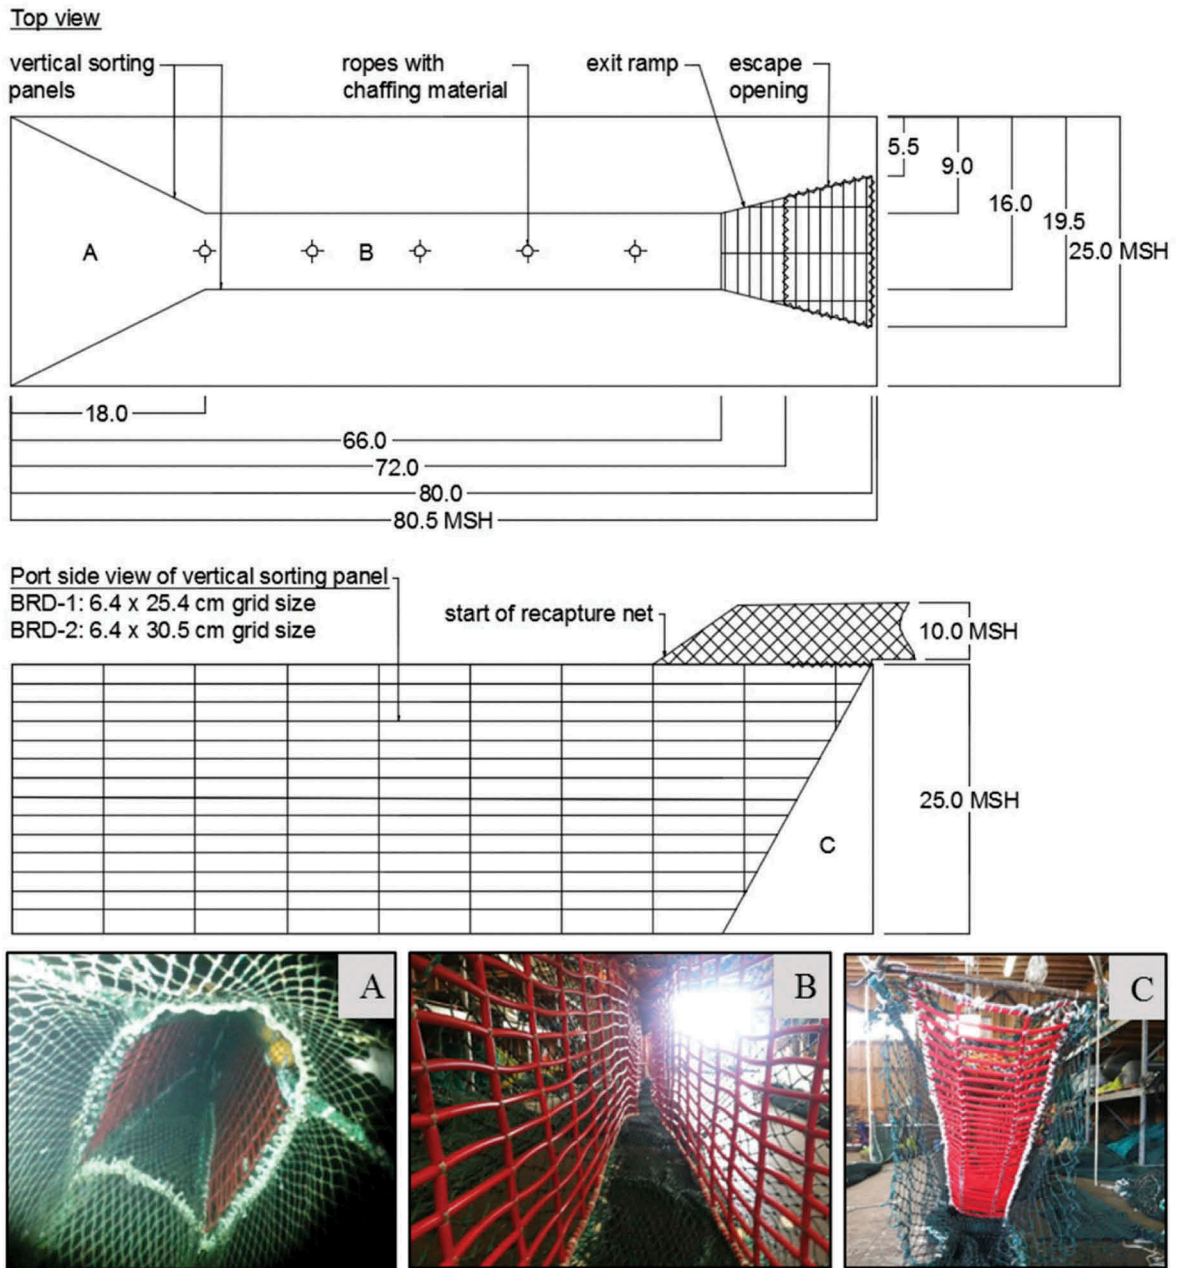 Top view
vertical sorting
panels
ropes with
chaffing material
exit ramp
escape
opening
5.5
9.0
16.0
19.5
25.0 MSH
A
B
18.0
66.0
72.0
80.0
80.5 MSH
Port side view of vertical sorting panel
BRD-1: 6.4 x 25.4 cm grid size
BRD-2: 6.4 x 30.5 cm grid size
start of recapture net
10.0 MSH
25.0 MSH
C
A
B
C